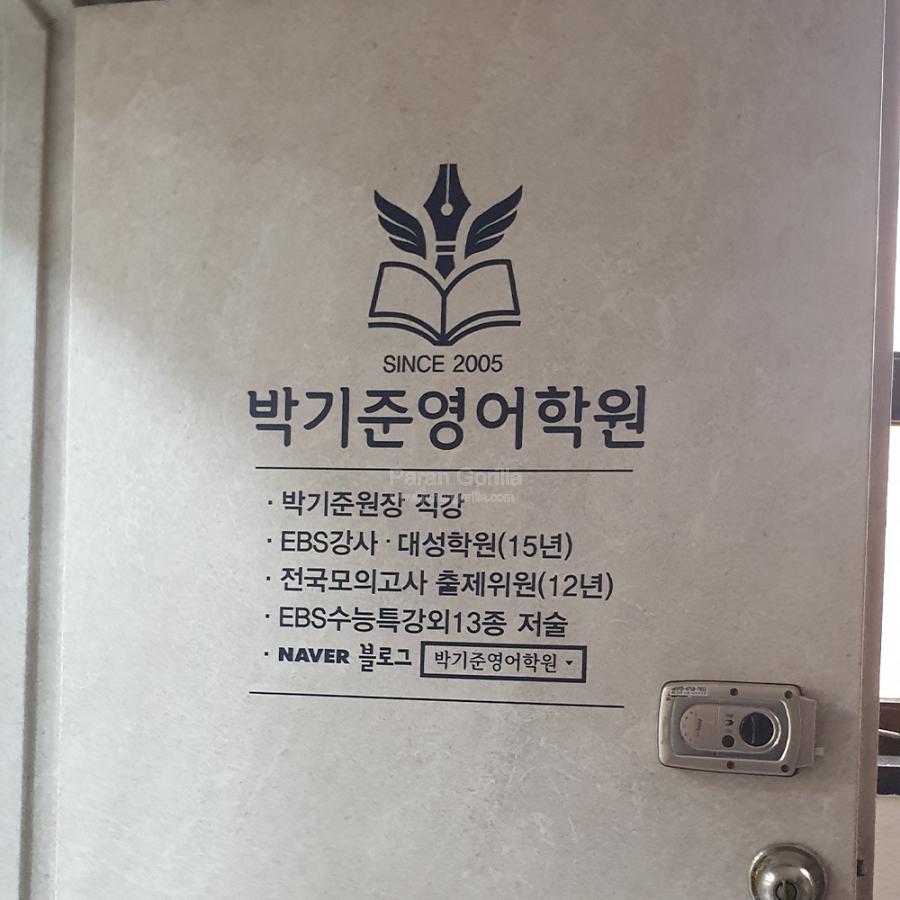 SINCE 2005
박기준영어학원
Paran Gorilla
· 박기준원장 직강
· EBS강사 · 대성학원(15년)
· 전국모의고사 출제위원(12년)
· EBS수능특강외13종 저술
· NAVER 블로그 박기준영어학원